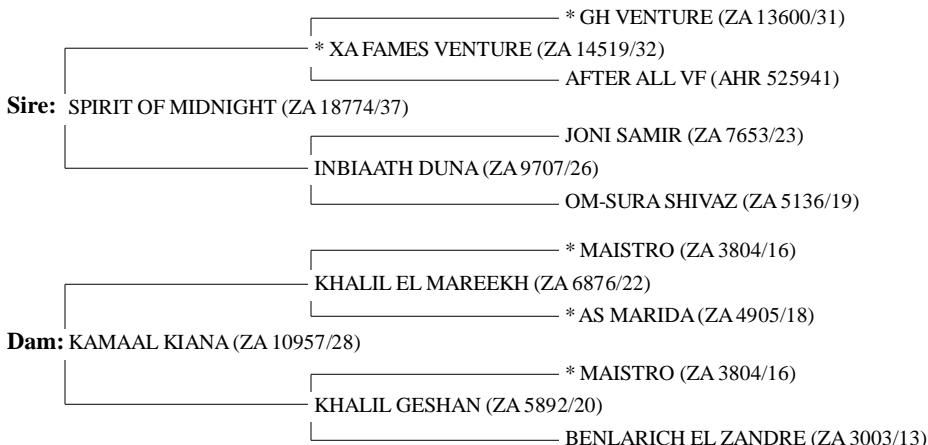 * GH VENTURE (ZA 13600/31)
* XA FAMES VENTURE (ZA 14519/32)
AFTER ALL VF (AHR 525941)
Sire: SPIRIT OF MIDNIGHT (ZA 18774/37)
JONI SAMIR (ZA 7653/23)
INBIAATH DUNA (ZA 9707/26)
OM-SURA SHIVAZ (ZA 5136/19)
* MAISTRO (ZA 3804/16)
KHALIL EL MAREEKH (ZA 6876/22)
* AS MARIDA (ZA 4905/18)
Dam: KAMAAL KIANA (ZA 10957/28)
* MAISTRO (ZA 3804/16)
KHALIL GESHAN (ZA 5892/20)
BENLARICH EL ZANDRE (ZA 3003/13)